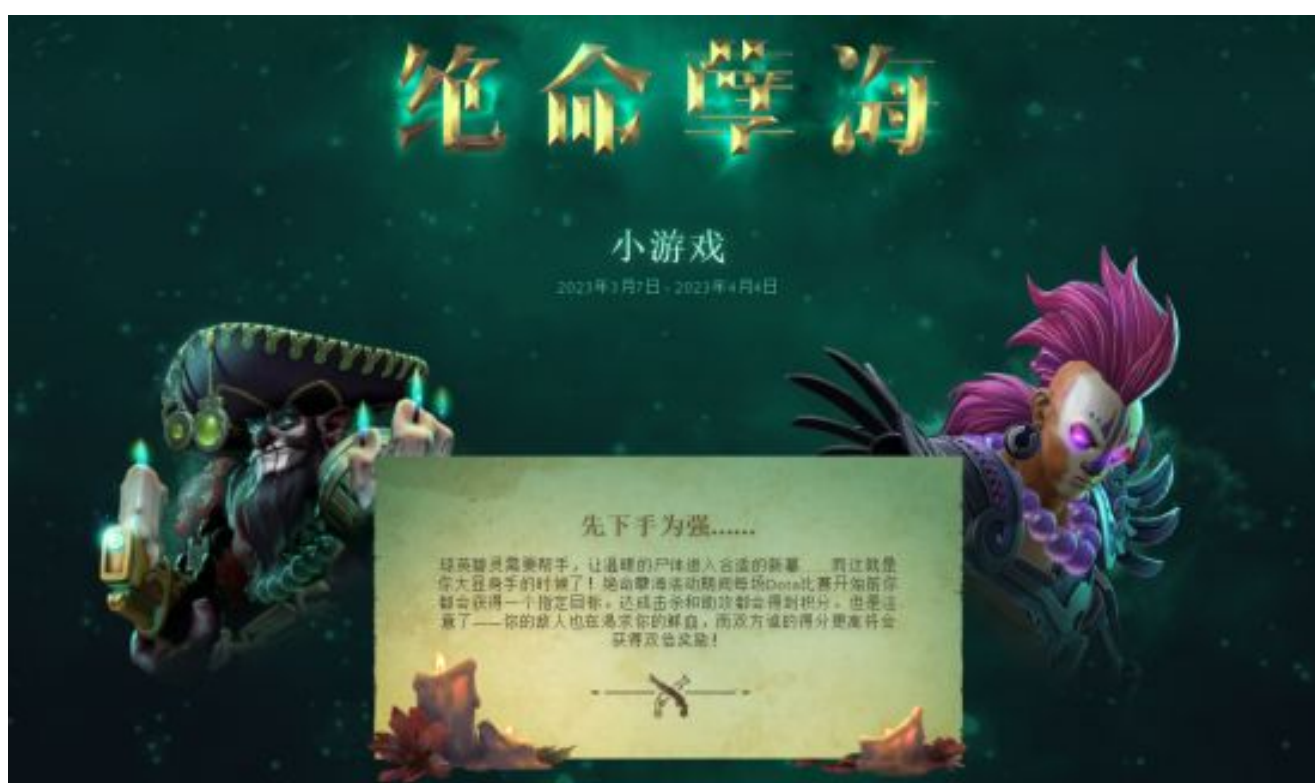 绝命孽海
小游戏
2023年3月7日 - 2023年4月4日
先下手为强……
怨灵需要帮手，让温暖的尸体进入合适的新墓……而这就是
你大显身手的时候了！绝命孽海活动期间每场Dota比赛开始前你
都会获得一个指定目标。达成击杀和助攻都会得到积分。但是注
意了——你的敌人也在渴求你的鲜血，而双方谁的得分更高将会
获得双倍奖励！